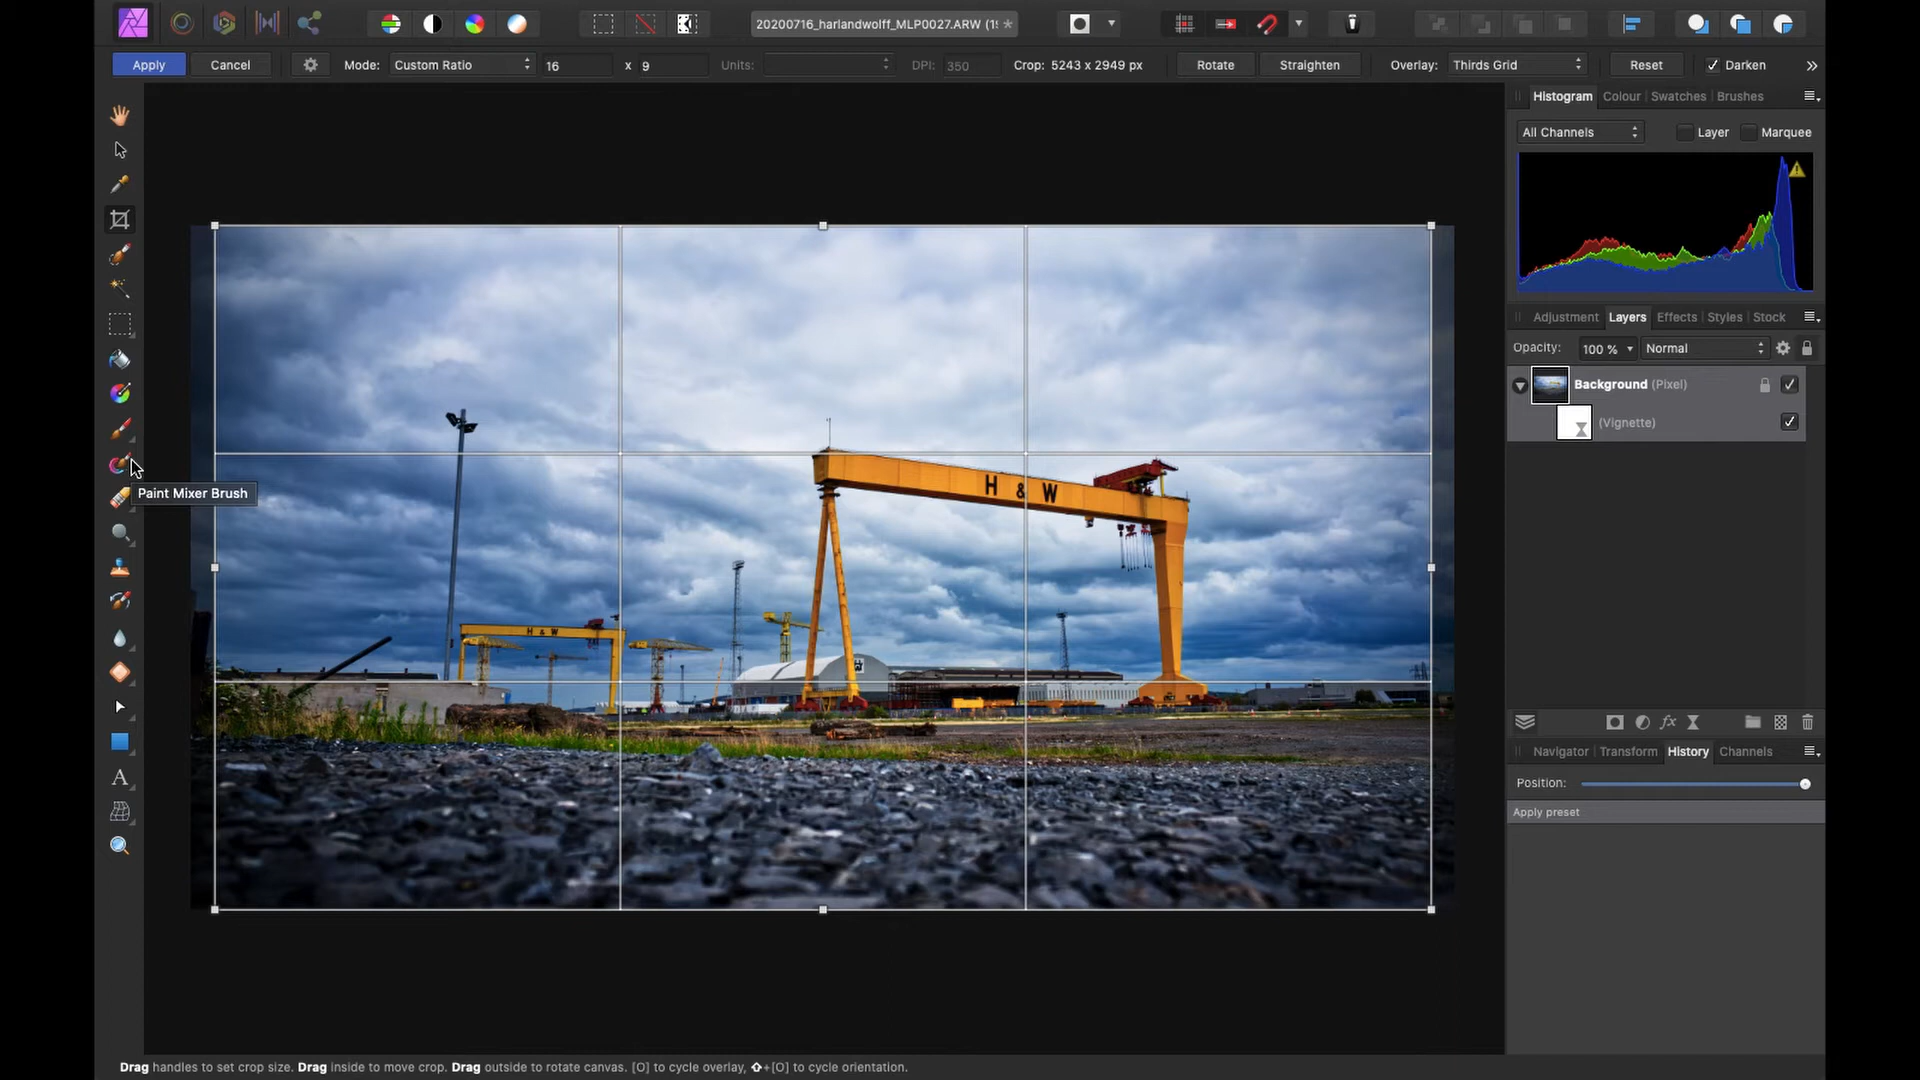 20200716_harlandwolff_MLP0027.ARW (1
Apply Cancel Mode: Custom Ratio 16 x 9 Units: DPI: 350 Crop: 5243 x 2949 px Rotate Straighten Overlay: Thirds Grid Reset Darken »
Histogram Colour Swatches Brushes
All Channels Layer Marquee
Adjustment Layers Effects Styles Stock
Opacity: 100 % Normal
Background (Pixel)
(Vignette)
H & W
Paint Mixer Brush
H & W
A
fx
Navigator Transform History Channels
Position:
Apply preset
Drag handles to set crop size. Drag inside to move crop. Drag outside to rotate canvas. [O] to cycle overlay, ⇧+[O] to cycle orientation.